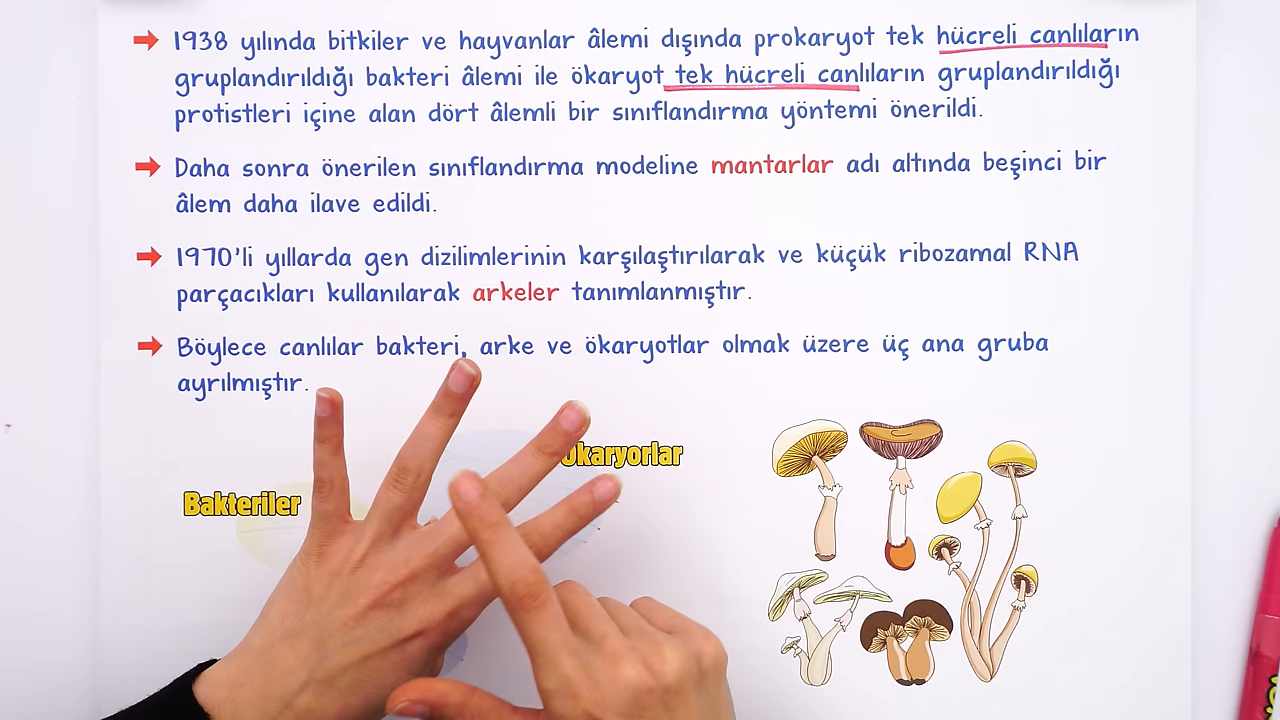 1938 yılında bitkiler ve hayvanlar âlemi dışında prokaryot tek hücreli canlıların
gruplandırıldığı bakteri âlemi ile ökaryot tek hücreli canlıların gruplandırıldığı
protistleri içine alan dört âlemli bir sınıflandırma yöntemi önerildi.
Daha sonra önerilen sınıflandırma modeline mantarlar adı altında beşinci bir
âlem daha ilave edildi.
1970'li yıllarda gen dizilimlerinin karşılaştırılarak ve küçük ribozamal RNA
parçacıkları kullanılarak arkeler tanımlanmıştır.
Böylece canlılar bakteri, arke ve ökaryotlar olmak üzere üç ana gruba
ayrılmıştır.
Ökaryorlar
Bakteriler